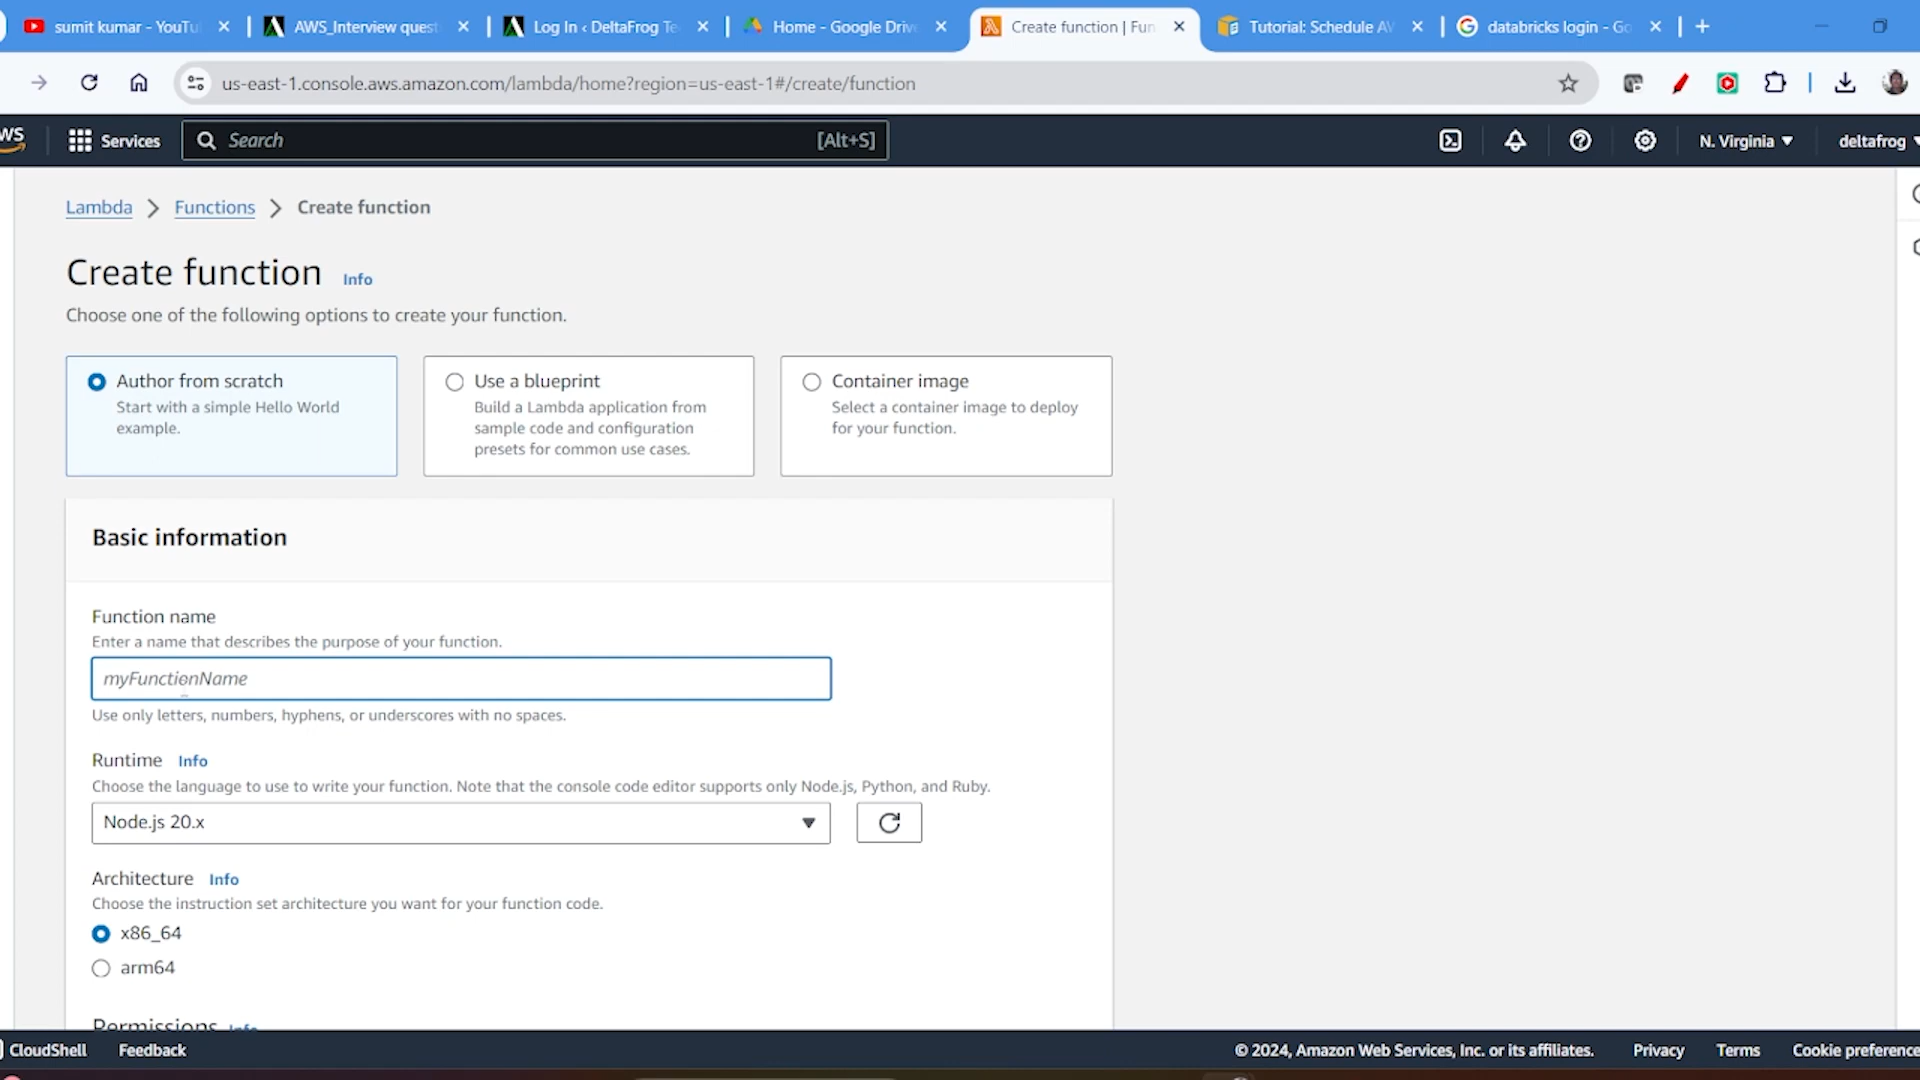 sumit kumar - YouTu
AWS_Interview quest
Log In ‹ DeltaFrog Te
Home - Google Drive
Create function | Fun
Tutorial: Schedule AV
databricks login - Go
us-east-1.console.aws.amazon.com/lambda/home?region=us-east-1#/create/function
Services
Search
[Alt+S]
N. Virginia
deltafrog
Lambda
Functions
Create function
Create function
Info
Choose one of the following options to create your function.
Author from scratch
Start with a simple Hello World
example.
Use a blueprint
Build a Lambda application from
sample code and configuration
presets for common use cases.
Container image
Select a container image to deploy
for your function.
Basic information
Function name
Enter a name that describes the purpose of your function.
myFunctionName
Use only letters, numbers, hyphens, or underscores with no spaces.
Runtime Info
Choose the language to use to write your function. Note that the console code editor supports only Node.js, Python, and Ruby.
Node.js 20.x
Architecture Info
Choose the instruction set architecture you want for your function code.
x86_64
arm64
Permissions Info
CloudShell
Feedback
© 2024, Amazon Web Services, Inc. or its affiliates.
Privacy
Terms
Cookie preference